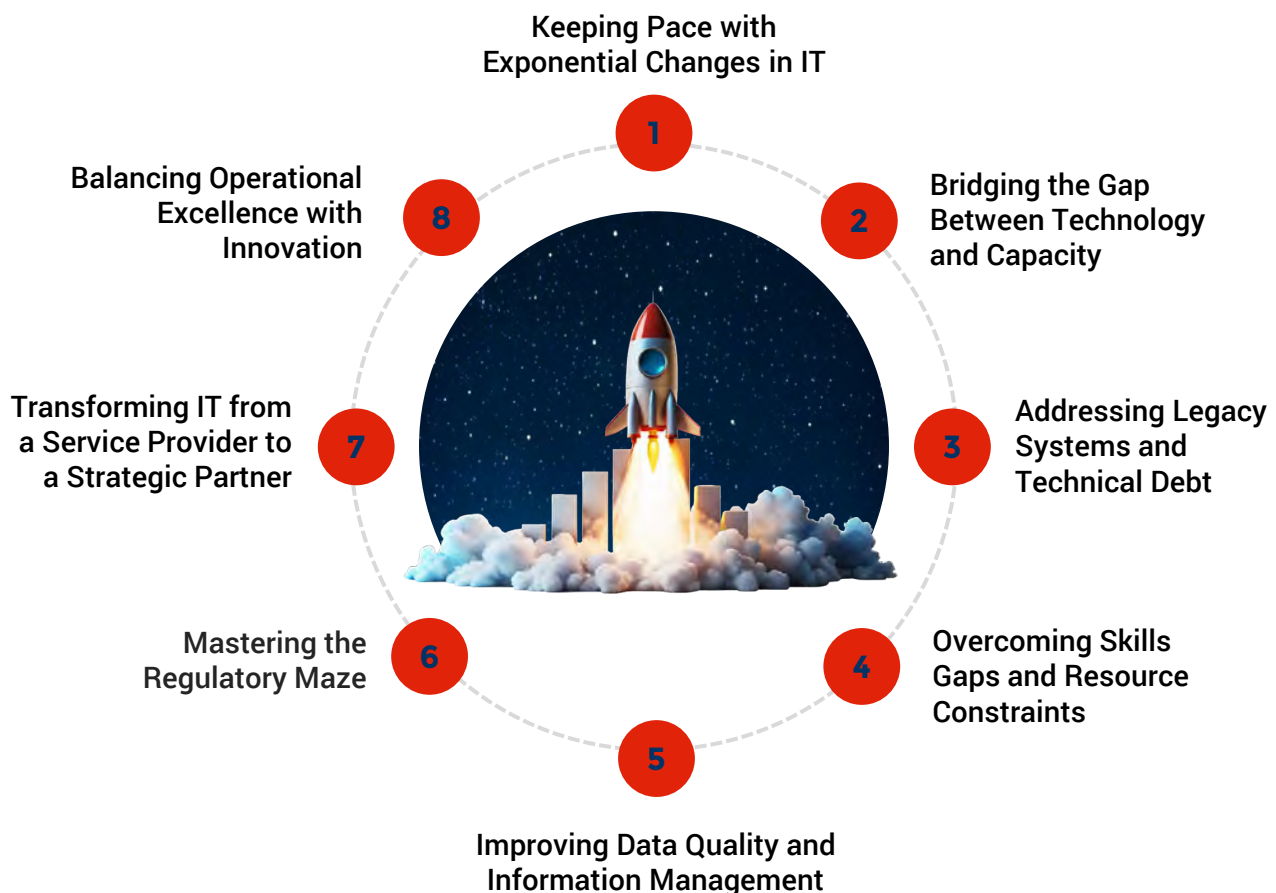 Keeping Pace with
Exponential Changes in IT
1
2
Bridging the Gap
Between Technology
and Capacity
3
Addressing Legacy
Systems and
Technical Debt
4
Overcoming Skills
Gaps and Resource
Constraints
5
Improving Data Quality and
Information Management
6
Mastering the
Regulatory Maze
7
Transforming IT from
a Service Provider to
a Strategic Partner
8
Balancing Operational
Excellence with
Innovation